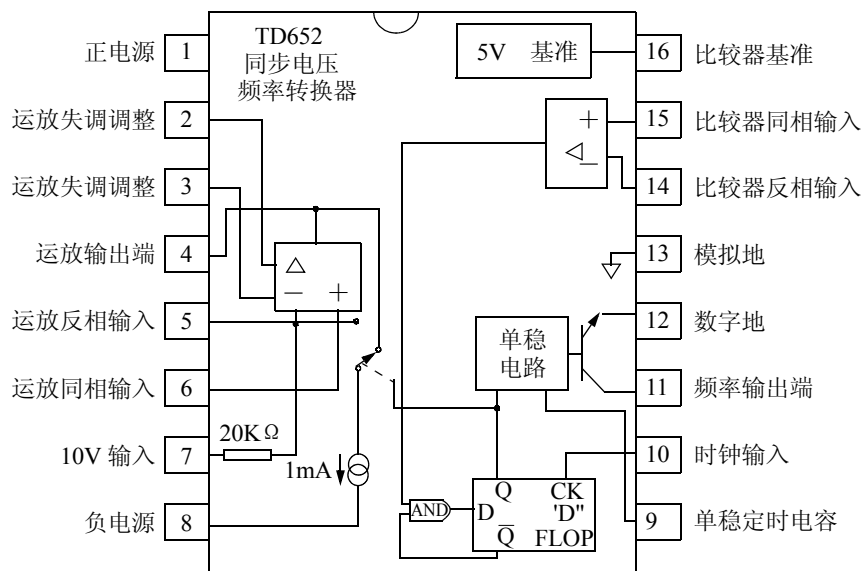 TD652
同步电压
频率转换器
5V 基准
正电源 1
运放失调调整 2
运放失调调整 3
运放输出端 4
运放反相输入 5
运放同相输入 6
10V 输入 7
负电源 8
16 比较器基准
15 比较器同相输入
14 比较器反相输入
13 模拟地
12 数字地
11 频率输出端
10 时钟输入
9 单稳定时电容
+
−
− +
单稳
电路
20KΩ
1mA
AND
Q CK
D 'D"
Q̅ FLOP